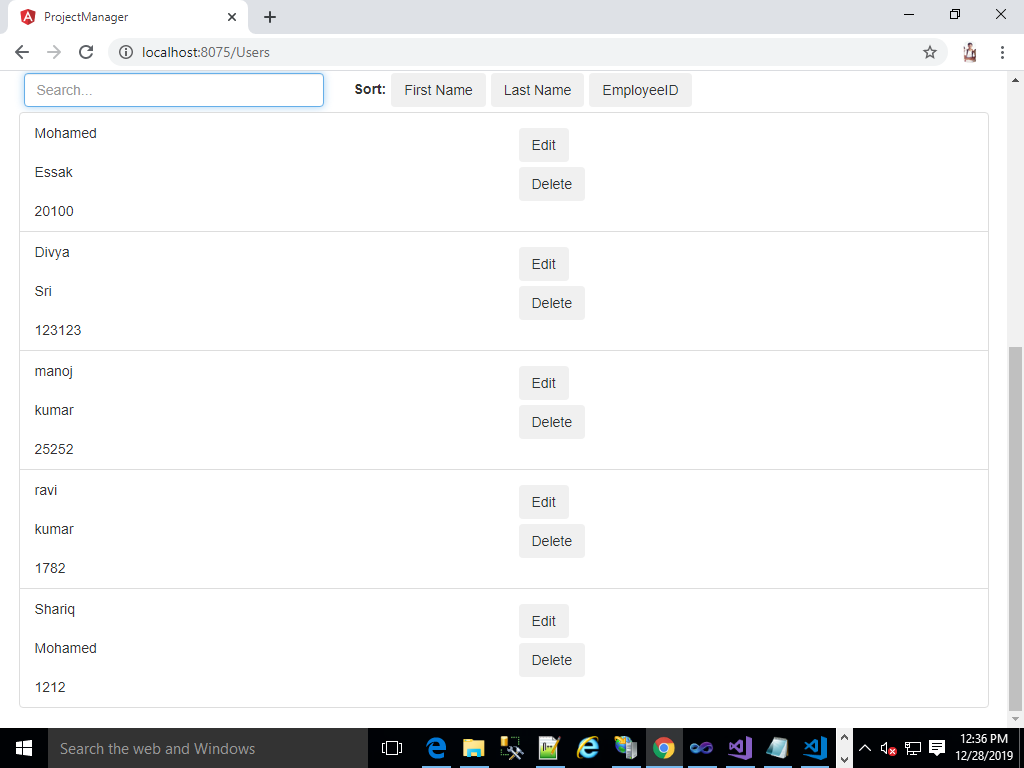 ProjectManager
localhost:8075/Users
Search...
Sort: First Name Last Name EmployeeID
Mohamed
Edit
Essak
Delete
20100
Divya
Edit
Sri
Delete
123123
manoj
Edit
kumar
Delete
25252
ravi
Edit
kumar
Delete
1782
Shariq
Edit
Mohamed
Delete
1212
Search the web and Windows
12:36 PM
12/28/2019